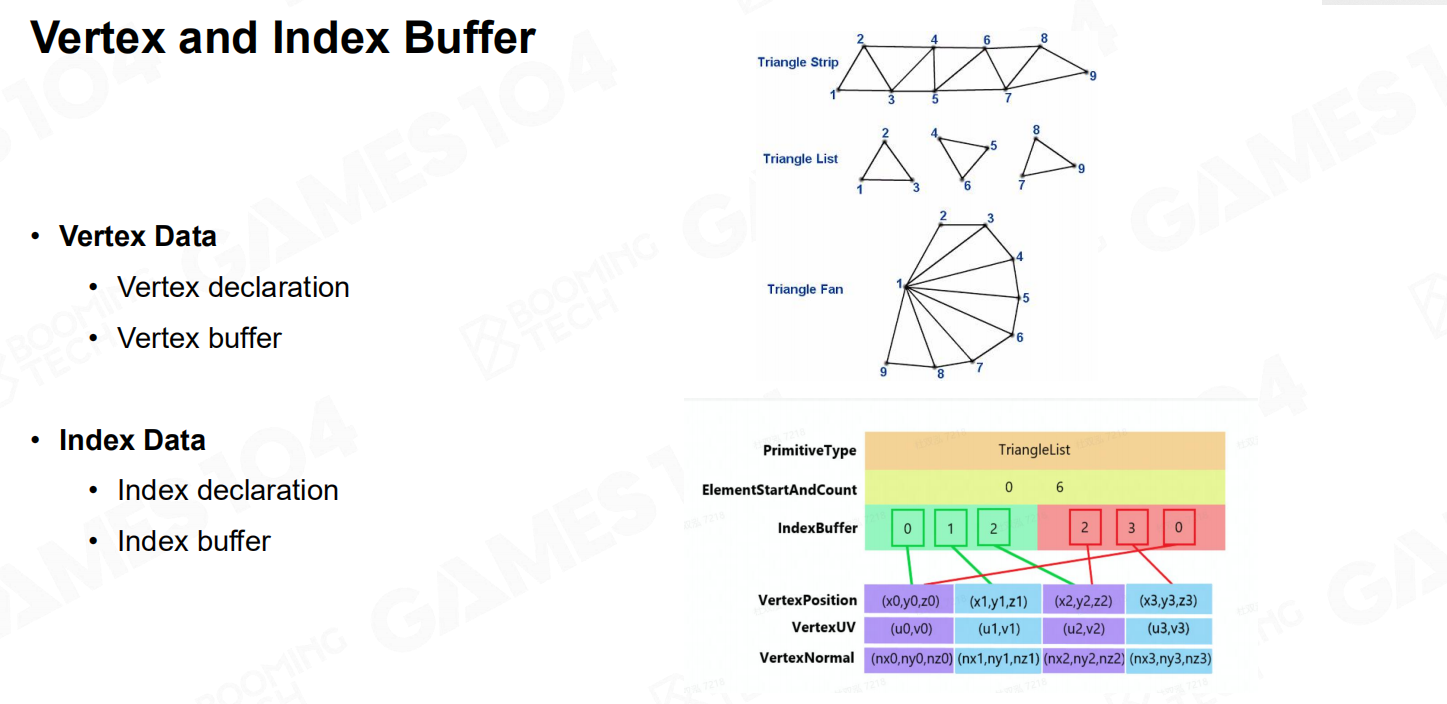 Vertex and Index Buffer
• Vertex Data
• Vertex declaration
• Vertex buffer
• Index Data
• Index declaration
• Index buffer
Triangle Strip
2 4 6 8
9
1 3 5 7
Triangle List
2 4 5 8
9
1 3 6 7
Triangle Fan
2 3
4
1
5
6
7
8
9
PrimitiveType TriangleList
ElementStartAndCount 0 6
IndexBuffer 0 1 2 2 3 0
VertexPosition (x0,y0,z0) (x1,y1,z1) (x2,y2,z2) (x3,y3,z3)
VertexUV (u0,v0) (u1,v1) (u2,v2) (u3,v3)
VertexNormal (nx0,ny0,nz0) (nx1,ny1,nz1) (nx2,ny2,nz2) (nx3,ny3,nz3)
GAMES 104
BOOMING
TECH